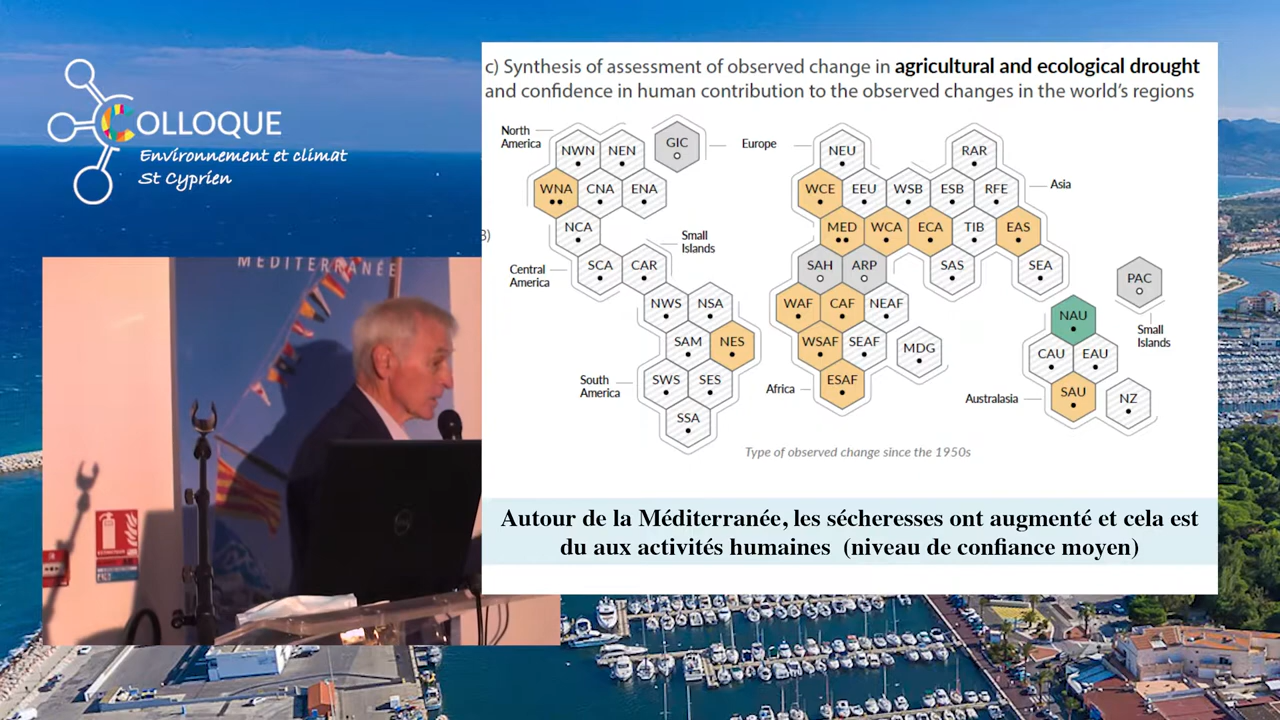 COLLOQUE
Environnement et climat
St Cyprien
MÉDITERRANÉE
c) Synthesis of assessment of observed change in agricultural and ecological drought
and confidence in human contribution to the observed changes in the world's regions
North
America
NWN
NEN
GIC
WNA
CNA
ENA
NCA
Small
Islands
Central
America
SCA
CAR
NWS
NSA
SAM
NES
South
America
SWS
SES
SSA
Europe
NEU
RAR
WCE
EEU
WSB
ESB
RFE
Asia
MED
WCA
ECA
TIB
EAS
SAH
ARP
SAS
SEA
WAF
CAF
NEAF
WSAF
SEAF
MDG
Africa
ESAF
PAC
Small
Islands
NAU
CAU
EAU
Australasia
SAU
NZ
Type of observed change since the 1950s
Autour de la Méditerranée, les sécheresses ont augmenté et cela est
du aux activités humaines (niveau de confiance moyen)
3)
DELL